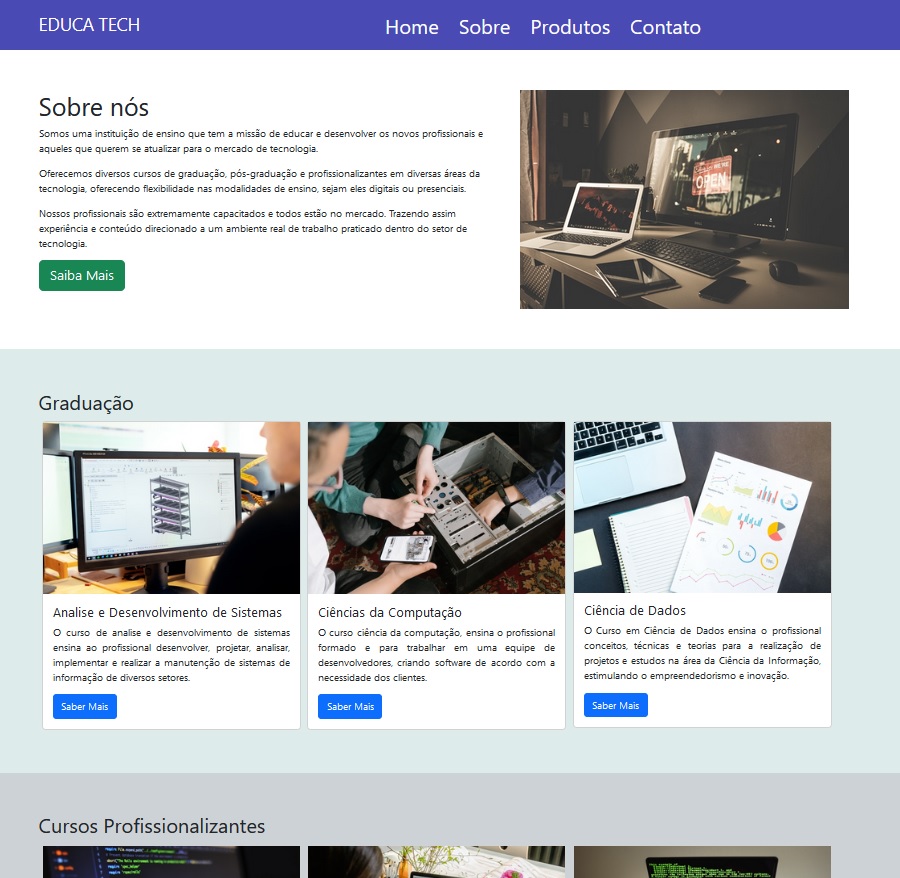 EDUCA TECH
Home Sobre Produtos Contato
Sobre nós
Somos uma instituição de ensino que tem a missão de educar e desenvolver os novos profissionais e
aqueles que querem se atualizar para o mercado de tecnologia.
Oferecemos diversos cursos de graduação, pós-graduação e profissionalizantes em diversas áreas da
tecnologia, oferecendo flexibilidade nas modalidades de ensino, sejam eles digitais ou presenciais.
Nossos profissionais são extremamente capacitados e todos estão no mercado. Trazendo assim
experiência e conteúdo direcionado a um ambiente real de trabalho praticado dentro do setor de
tecnologia.
Saiba Mais
OPEN
Graduação
Analise e Desenvolvimento de Sistemas
O curso de analise e desenvolvimento de sistemas
ensina ao profissional desenvolver, projetar, analisar,
implementar e realizar a manutenção de sistemas de
informação de diversos setores.
Saber Mais
Ciências da Computação
O curso ciência da computação, ensina o profissional
formado e para trabalhar em uma equipe de
desenvolvedores, criando software de acordo com a
necessidade dos clientes.
Saber Mais
Ciência de Dados
O Curso em Ciência de Dados ensina o profissional
conceitos, técnicas e teorias para a realização de
projetos e estudos na área da Ciência da Informação,
estimulando o empreendedorismo e inovação.
Saber Mais
Cursos Profissionalizantes